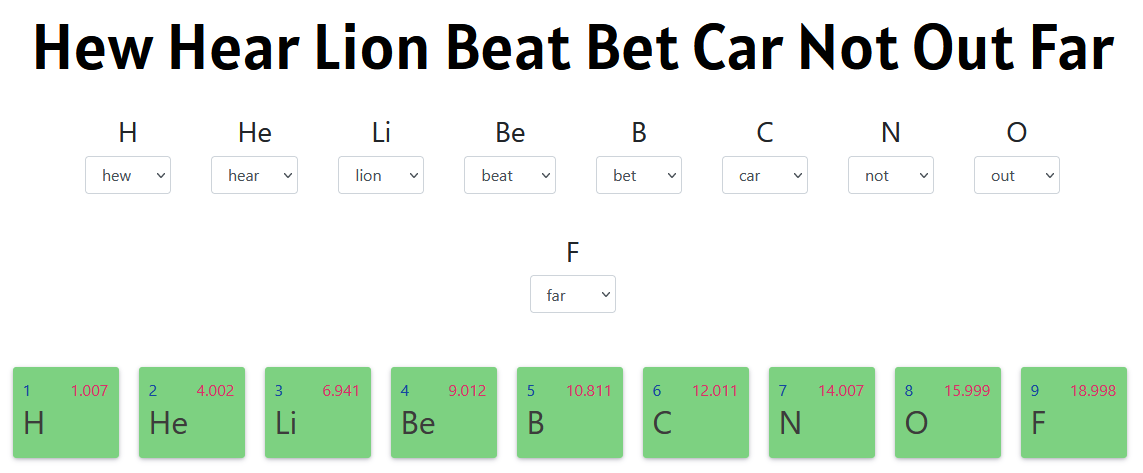 Hew Hear Lion Beat Bet Car Not Out Far
H He Li Be B C N O
hew hear lion beat bet car not out
F
far
1 1.007 2 4.002 3 6.941 4 9.012 5 10.811 6 12.011 7 14.007 8 15.999 9 18.998
H He Li Be B C N O F